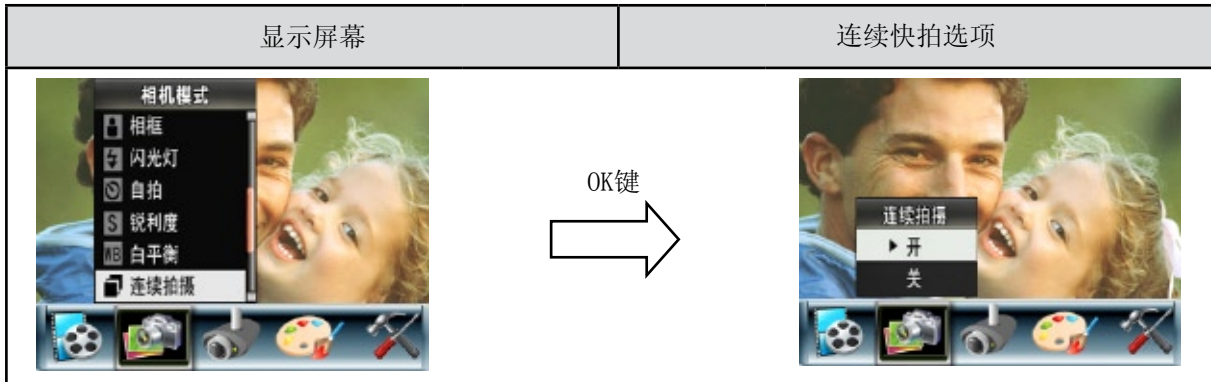 显示屏幕
连续快拍选项
相机模式
相框
闪光灯
自拍
S 锐利度
WB 白平衡
连续拍摄
OK键
连续拍摄
开
关